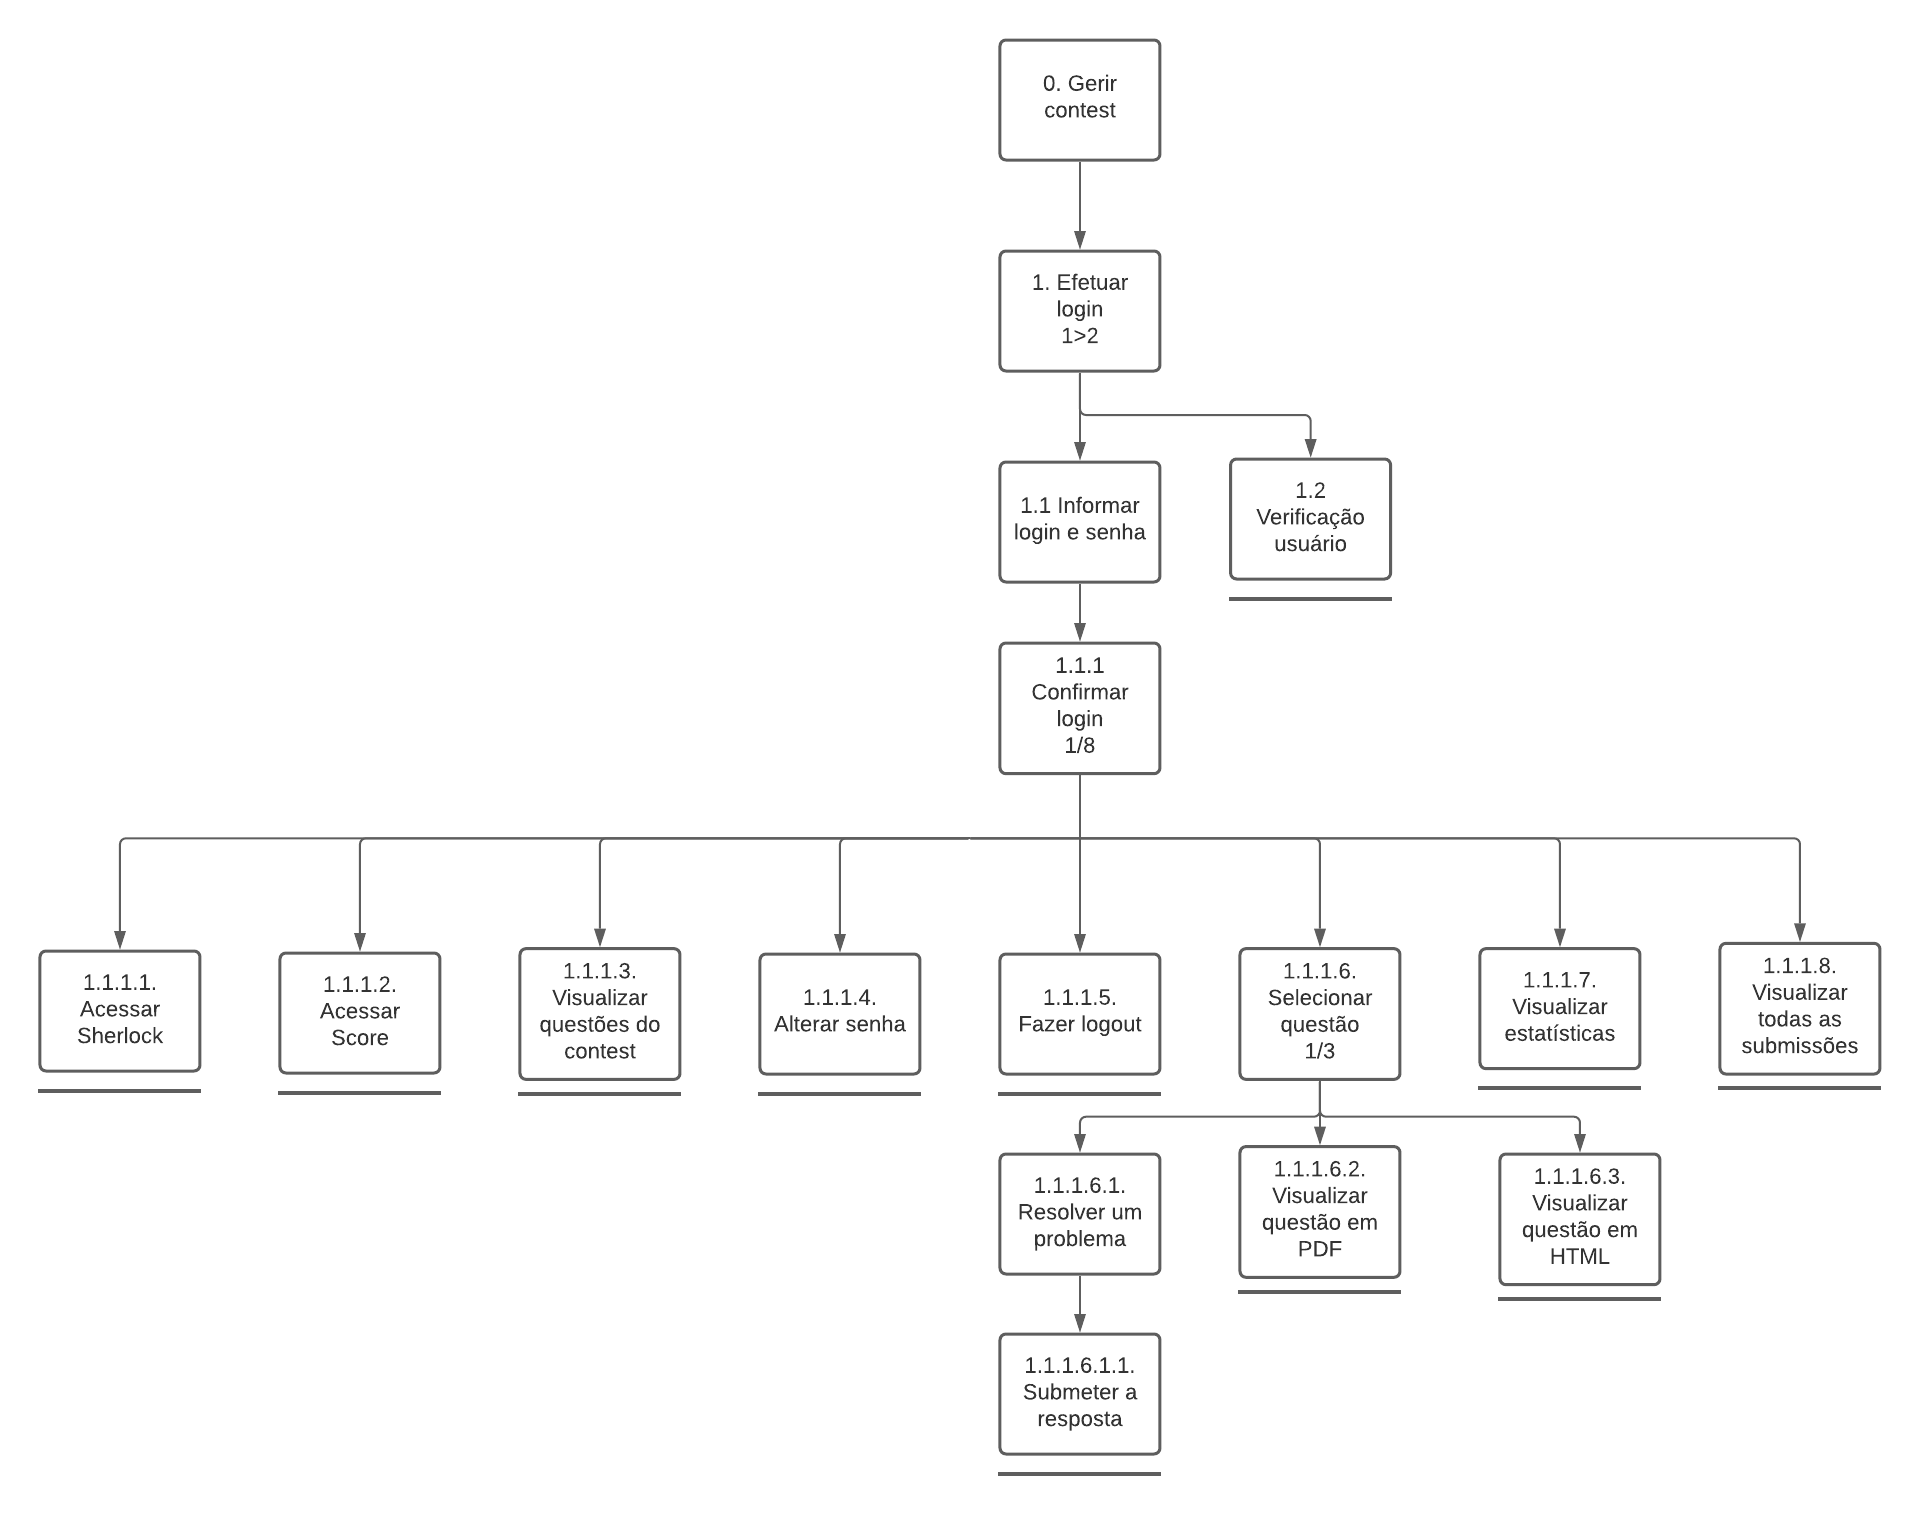 0. Gerir
contest
1. Efetuar
login
1>2
1.1 Informar
login e senha
1.2
Verificação
usuário
1.1.1
Confirmar
login
1/8
1.1.1.1.
Acessar
Sherlock
1.1.1.2.
Acessar
Score
1.1.1.3.
Visualizar
questões do
contest
1.1.1.4.
Alterar senha
1.1.1.5.
Fazer logout
1.1.1.6.
Selecionar
questão
1/3
1.1.1.7.
Visualizar
estatísticas
1.1.1.8.
Visualizar
todas as
submissões
1.1.1.6.1.
Resolver um
problema
1.1.1.6.2.
Visualizar
questão em
PDF
1.1.1.6.3.
Visualizar
questão em
HTML
1.1.1.6.1.1.
Submeter a
resposta